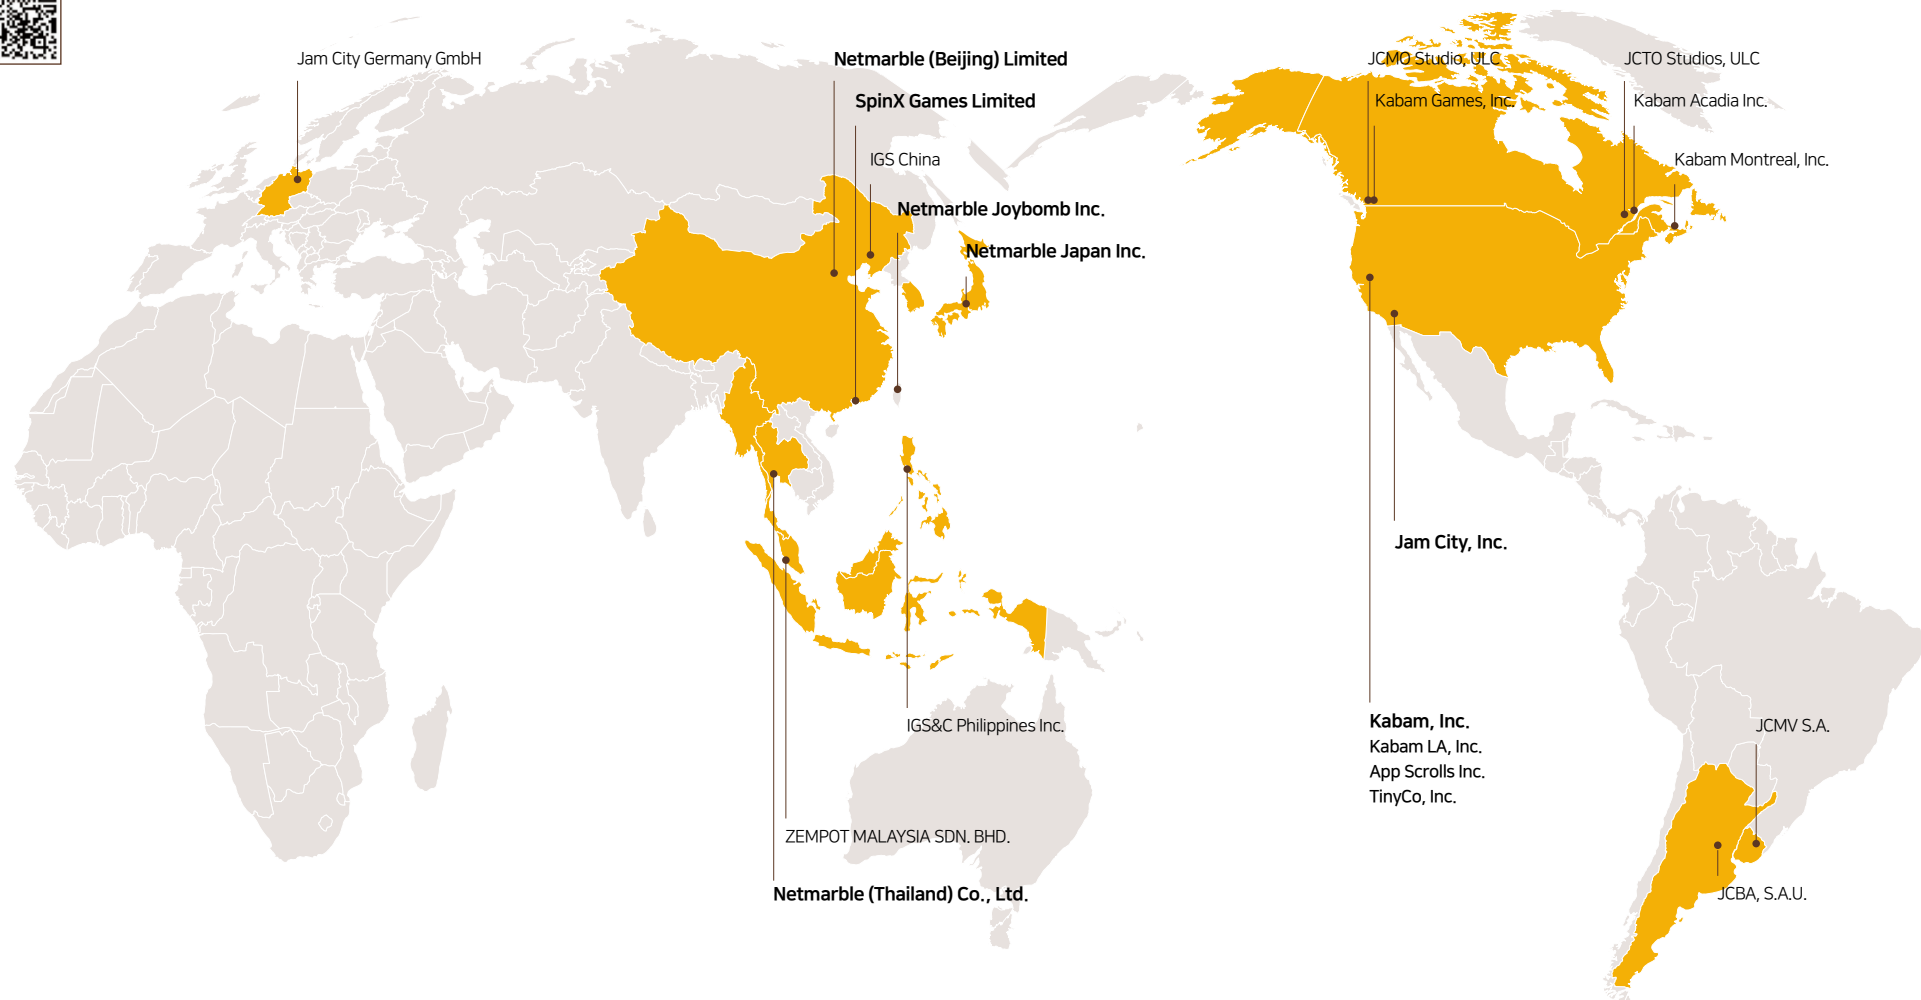 Jam City Germany GmbH
Netmarble (Beijing) Limited
SpinX Games Limited
IGS China
Netmarble Joybomb Inc.
Netmarble Japan Inc.
JCMO Studio, ULC
Kabam Games, Inc.
JCTO Studios, ULC
Kabam Acadia Inc.
Kabam Montreal, Inc.
Jam City, Inc.
Kabam, Inc.
Kabam LA, Inc.
App Scrolls Inc.
TinyCo, Inc.
IGS&C Philippines Inc.
ZEMPOT MALAYSIA SDN. BHD.
Netmarble (Thailand) Co., Ltd.
JCMV S.A.
JCBA, S.A.U.